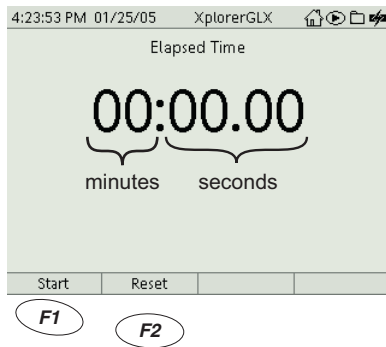 4:23:53 PM 01/25/05 XplorerGLX
Elapsed Time
00:00.00
minutes seconds
Start Reset
F1
F2